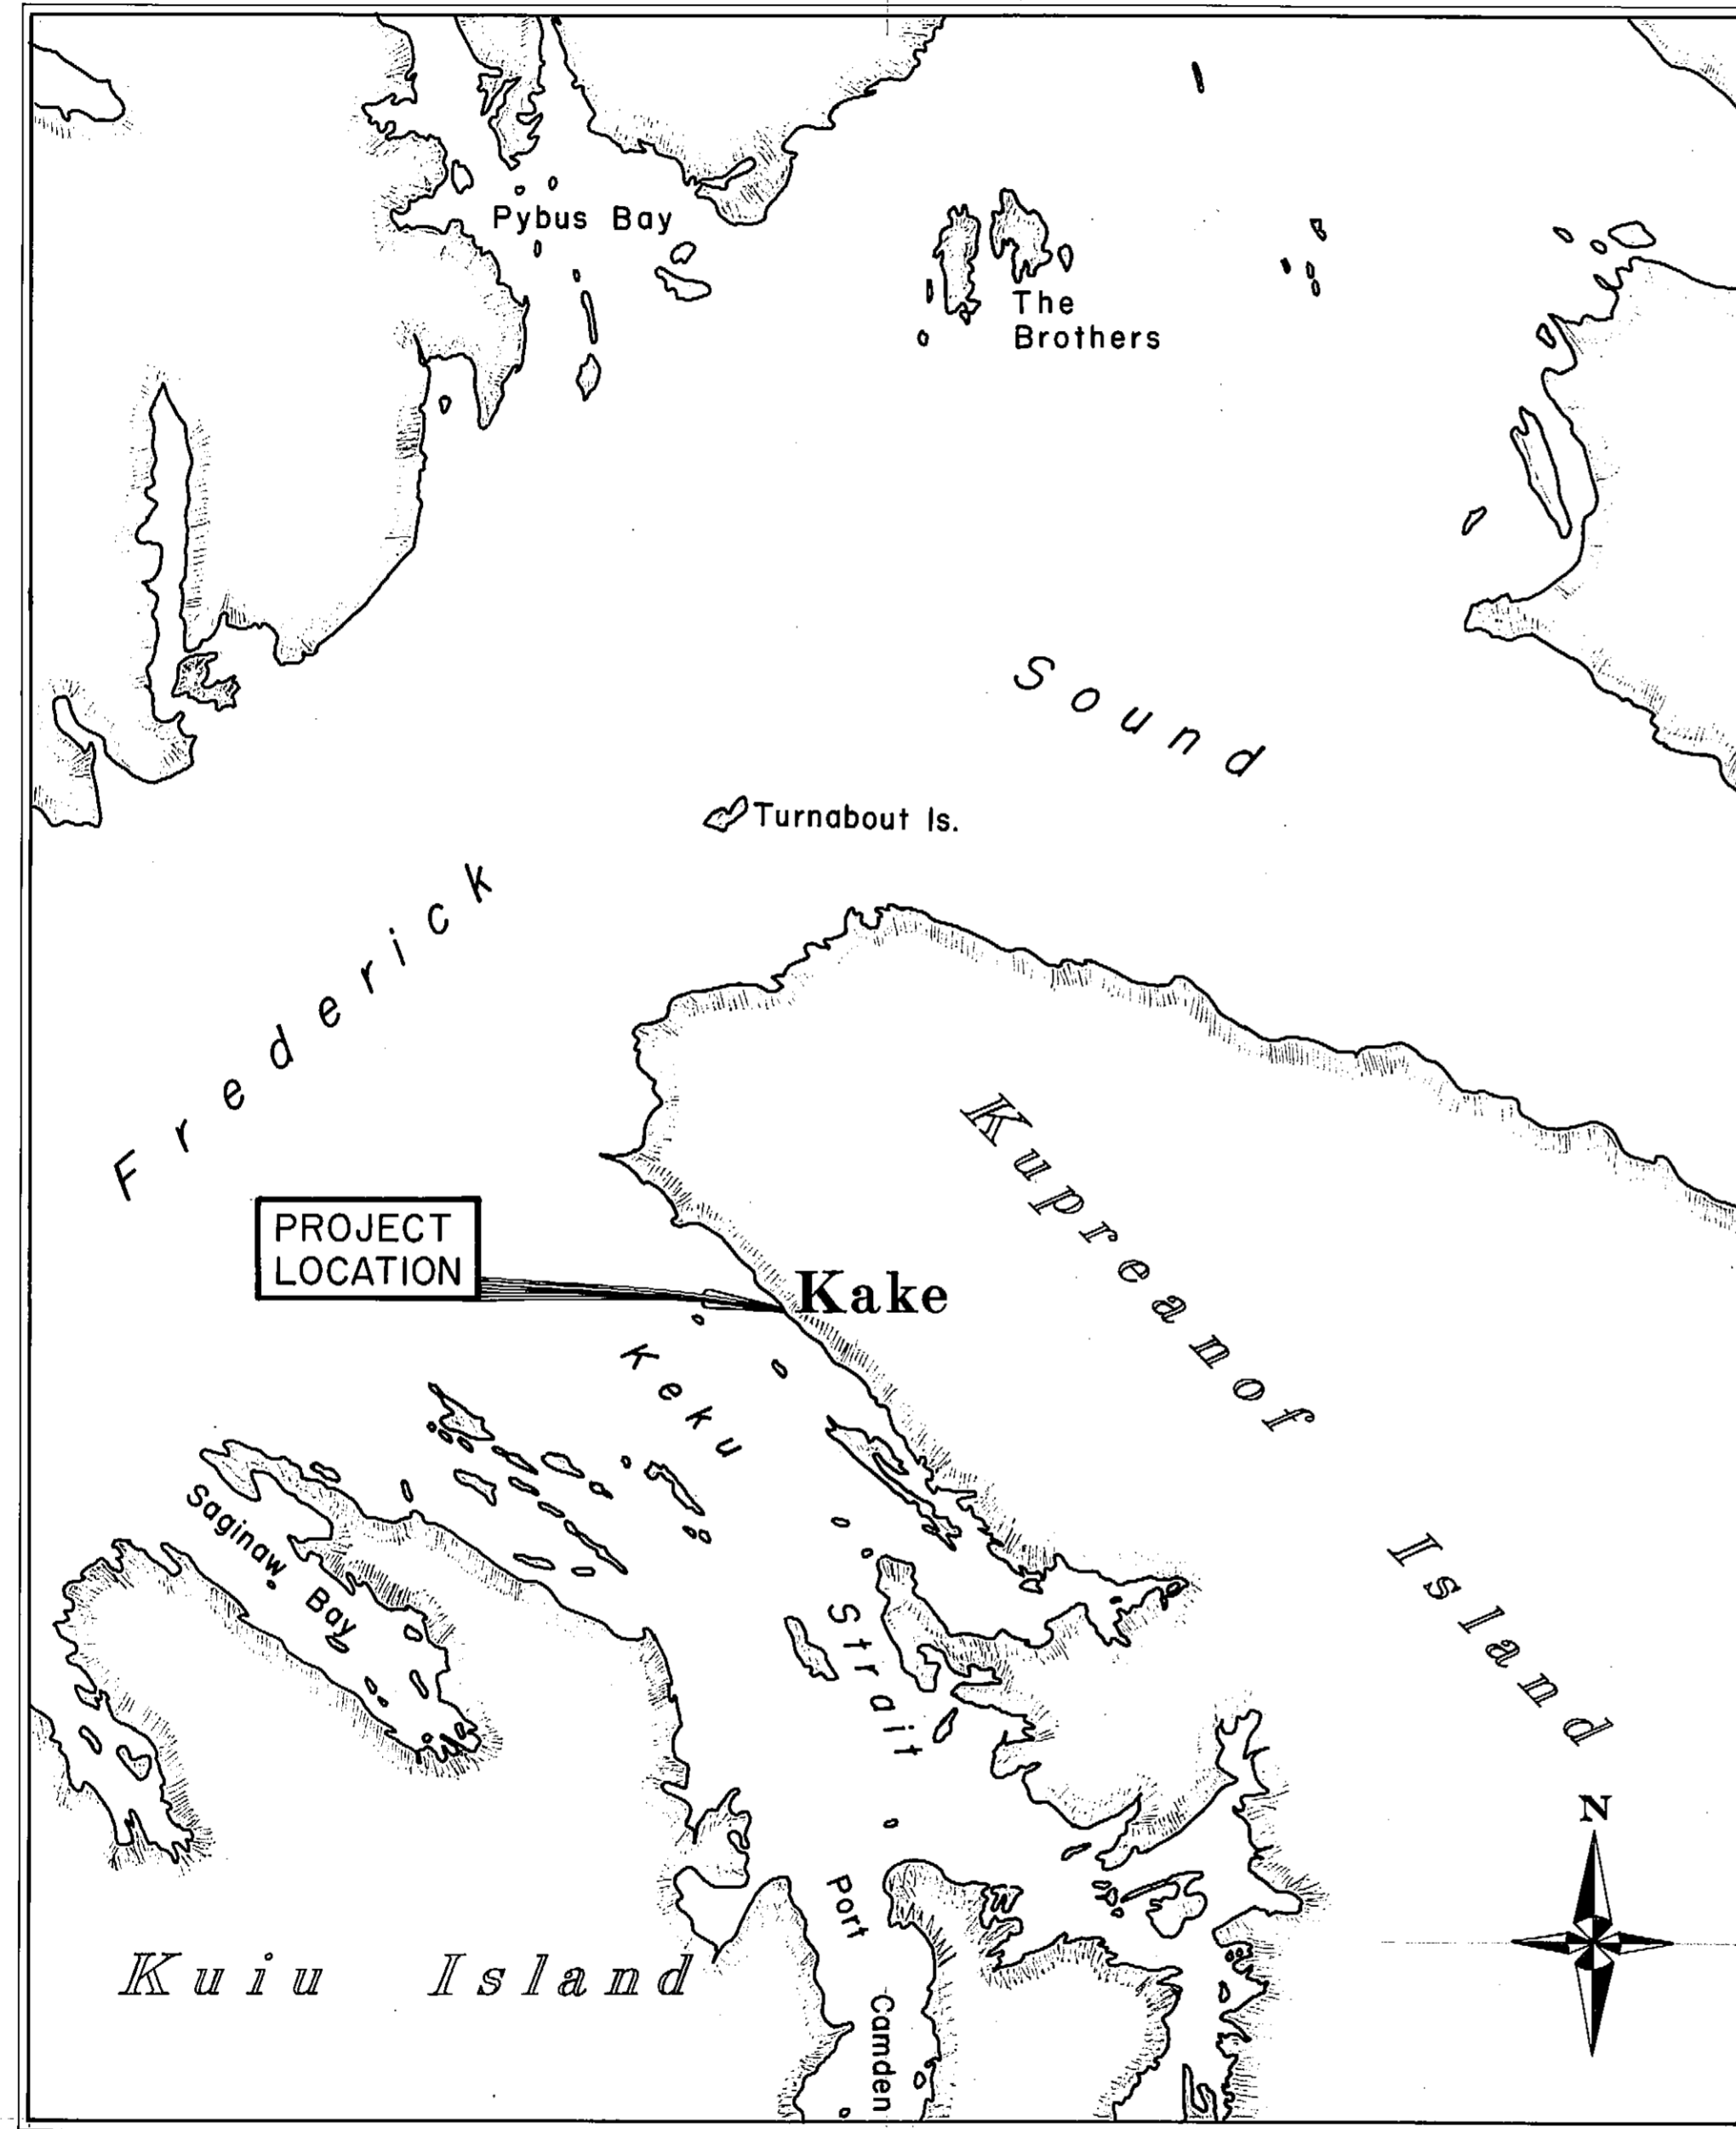 Pybus Bay
The
Brothers
Sound
Turnabout Is.
Frederick
Kupreanof
Island
PROJECT
LOCATION
Kake
Keku
Strait
Saginaw Bay
N
Port
Camden
Kuiu Island